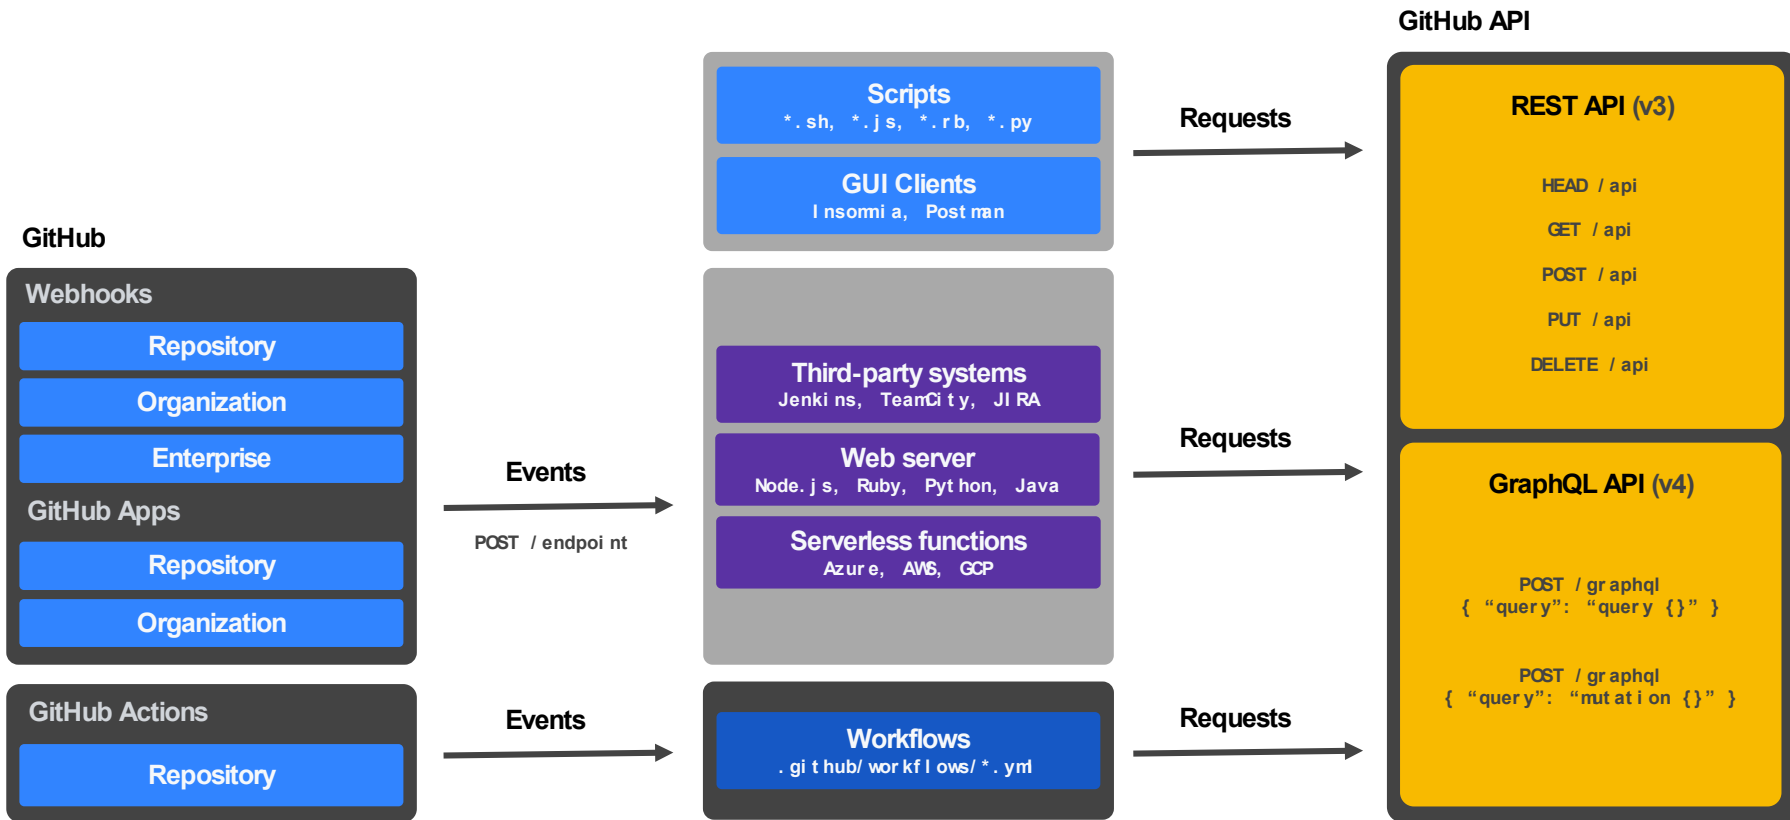 GitHub API
Scripts
*.sh, *.js, *.rb, *.py
GUI Clients
Insomnia, Postman
Requests
REST API (v3)
HEAD /api
GET /api
POST /api
PUT /api
DELETE /api
GitHub
Webhooks
Repository
Organization
Enterprise
GitHub Apps
Repository
Organization
Events
POST /endpoint
Third-party systems
Jenkins, TeamCity, JIRA
Web server
Node.js, Ruby, Python, Java
Serverless functions
Azure, AWS, GCP
Requests
GraphQL API (v4)
POST /graphql
{ “query”: “query {}” }
POST /graphql
{ “query”: “mutation {}” }
GitHub Actions
Repository
Events
Workflows
.github/workflows/*.yml
Requests